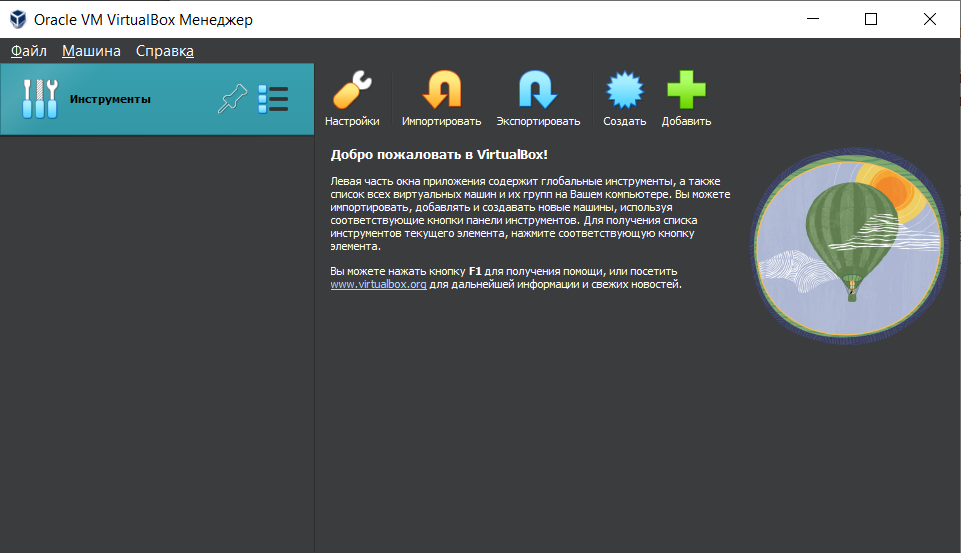 Oracle VM VirtualBox Менеджер
Файл Машина Справка
Инструменты
Настройки Импортировать Экспортировать Создать Добавить
Добро пожаловать в VirtualBox!
Левая часть окна приложения содержит глобальные инструменты, а также
список всех виртуальных машин и их групп на Вашем компьютере. Вы можете
импортировать, добавлять и создавать новые машины, используя
соответствующие кнопки панели инструментов. Для получения списка
инструментов текущего элемента, нажмите соответствующую кнопку
элемента.
Вы можете нажать кнопку F1 для получения помощи, или посетить
www.virtualbox.org для дальнейшей информации и свежих новостей.